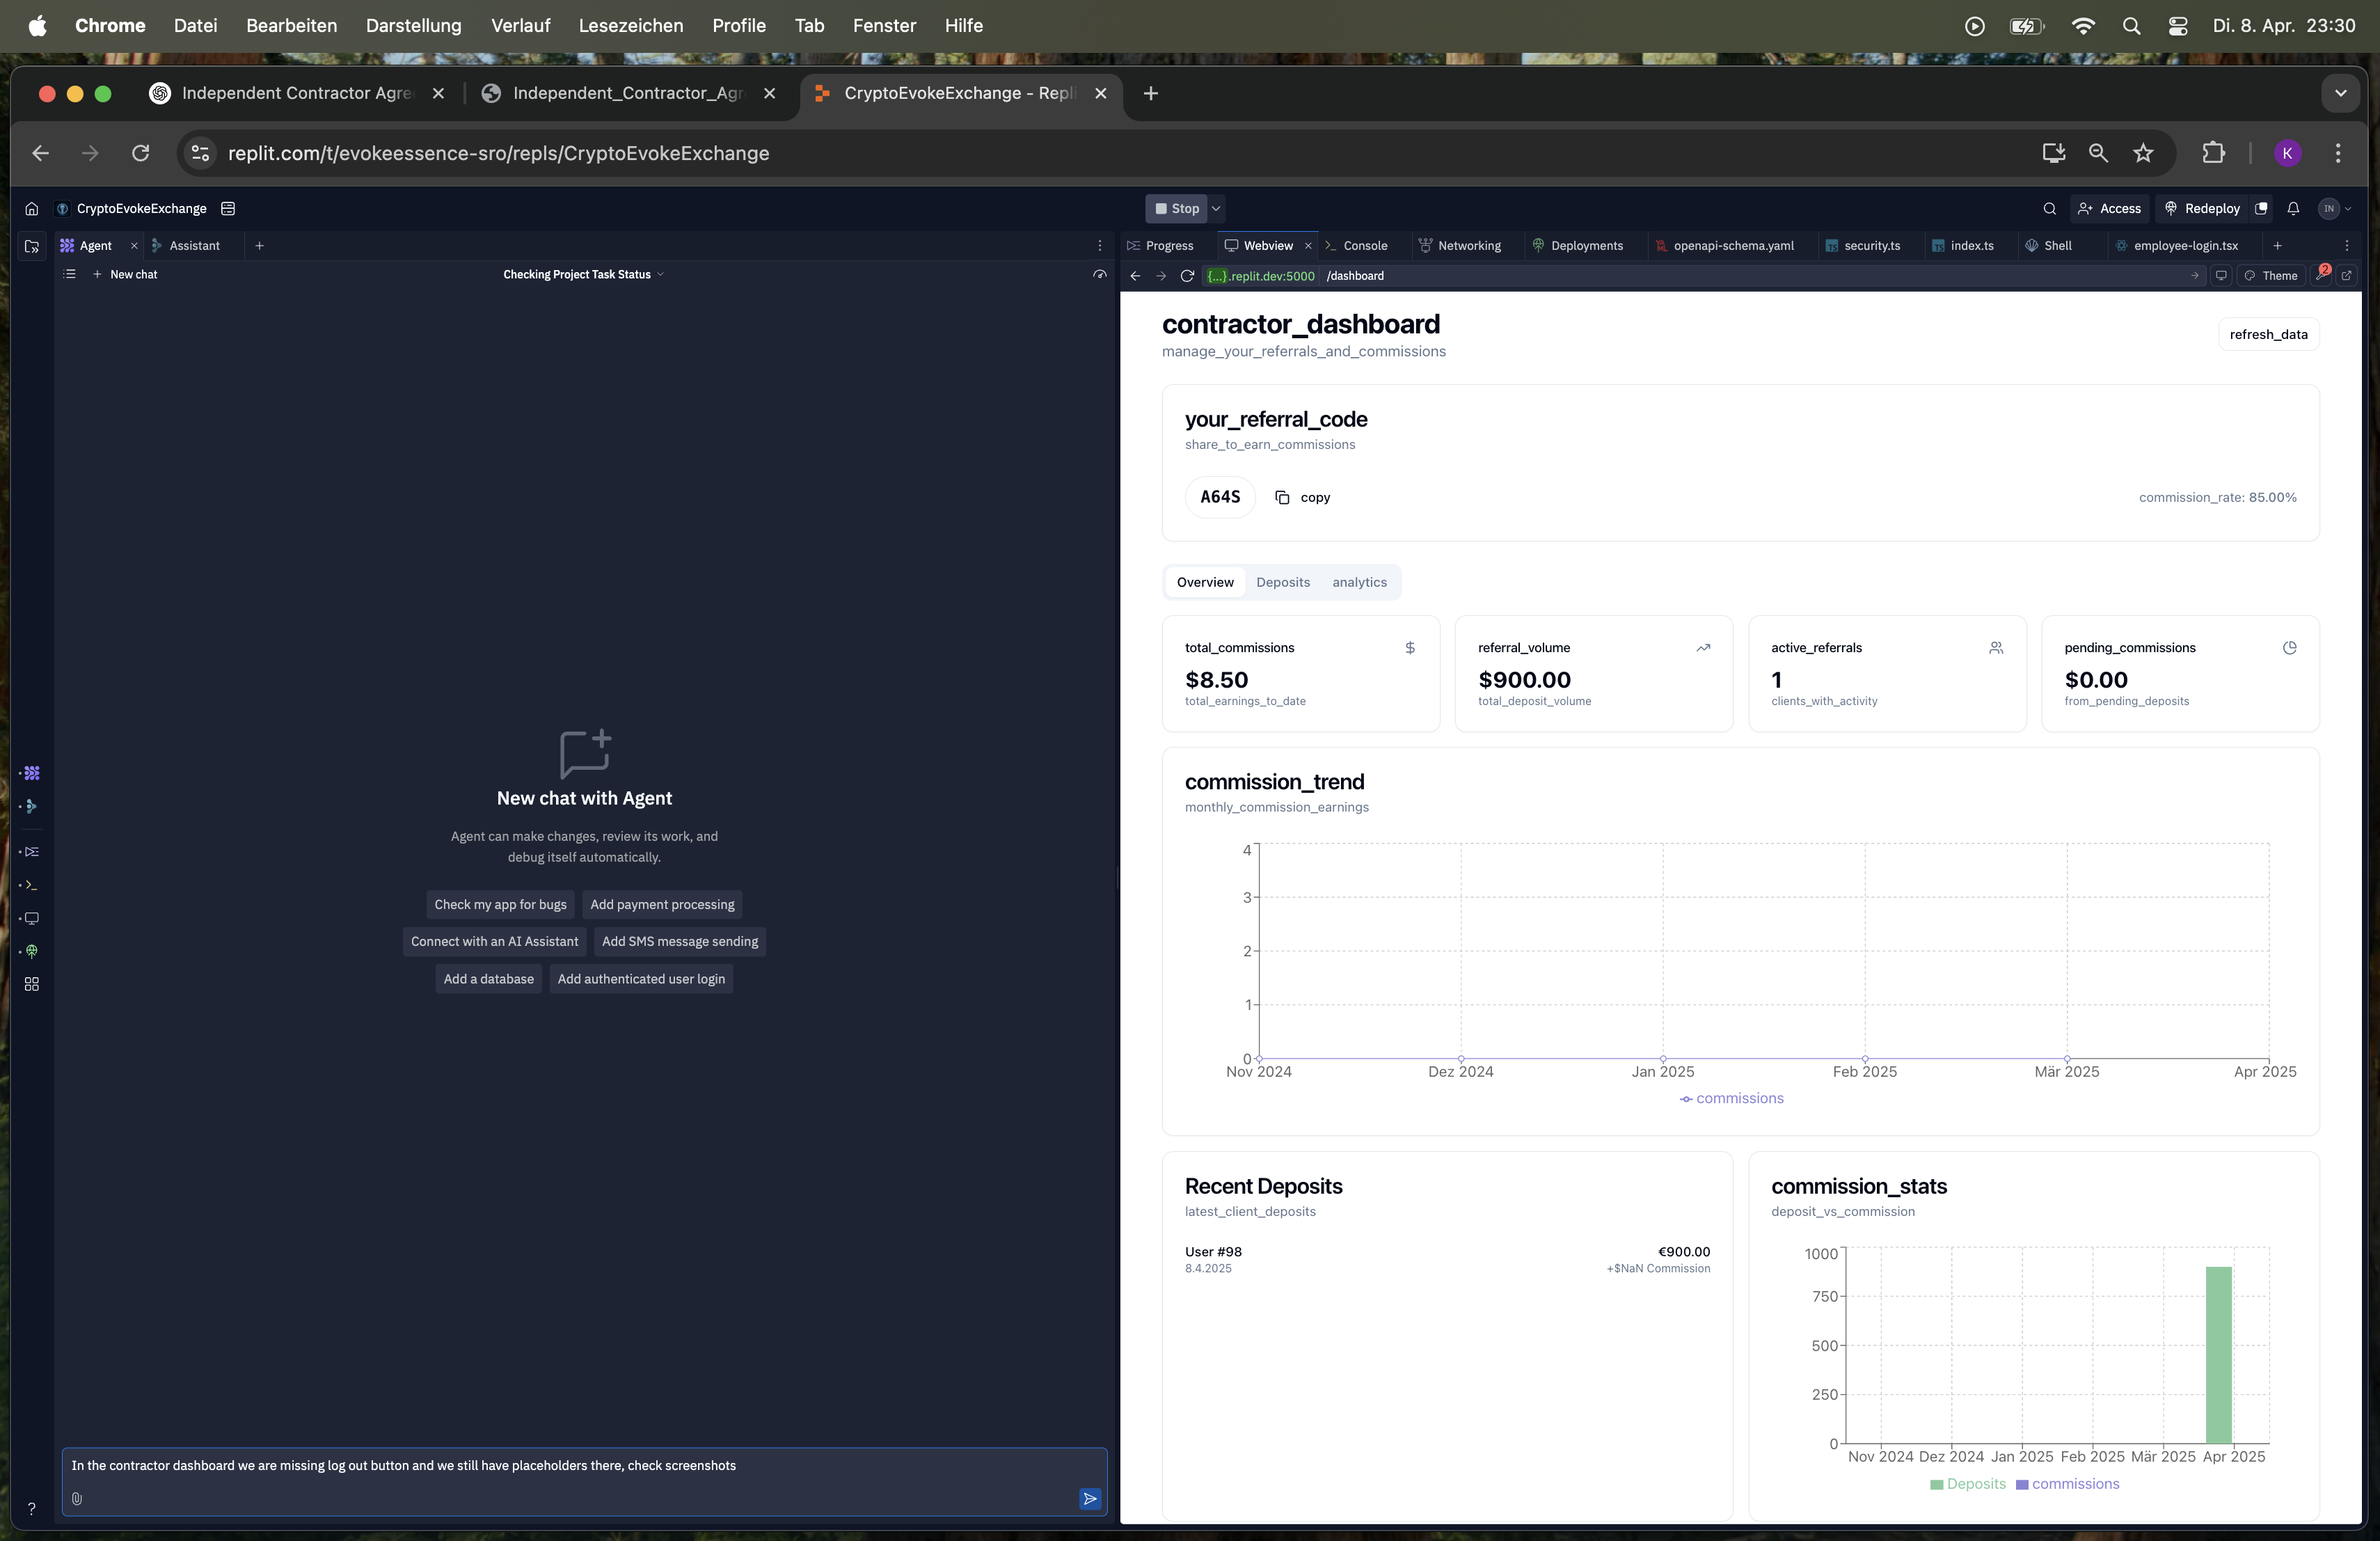 Chrome Datei Bearbeiten Darstellung Verlauf Lesezeichen Profile Tab Fenster Hilfe Di. 8. Apr. 23:30
Independent Contractor Agre
Independent_Contractor_Agr
CryptoEvokeExchange - Repli
replit.com/t/evokeessence-sro/repls/CryptoEvokeExchange
K
CryptoEvokeExchange
Stop
Access
Redeploy
IN
Agent
Assistant
New chat
Checking Project Task Status
New chat with Agent
Agent can make changes, review its work, and
debug itself automatically.
Check my app for bugs
Add payment processing
Connect with an AI Assistant
Add SMS message sending
Add a database
Add authenticated user login
In the contractor dashboard we are missing log out button and we still have placeholders there, check screenshots
?
Progress
Webview
Console
Networking
Deployments
openapi-schema.yaml
security.ts
index.ts
Shell
employee-login.tsx
{...}.replit.dev:5000 /dashboard
Theme
2
contractor_dashboard
manage_your_referrals_and_commissions
refresh_data
your_referral_code
share_to_earn_commissions
A64S
copy
commission_rate: 85.00%
Overview
Deposits
analytics
total_commissions
$
$8.50
total_earnings_to_date
referral_volume
$900.00
total_deposit_volume
active_referrals
1
clients_with_activity
pending_commissions
$0.00
from_pending_deposits
commission_trend
monthly_commission_earnings
4
3
2
1
0
Nov 2024 Dez 2024 Jan 2025 Feb 2025 Mär 2025 Apr 2025
commissions
Recent Deposits
latest_client_deposits
User #98
€900.00
8.4.2025
+$NaN Commission
commission_stats
deposit_vs_commission
1000
750
500
250
0
Nov 2024 Dez 2024 Jan 2025 Feb 2025 Mär 2025 Apr 2025
Deposits commissions